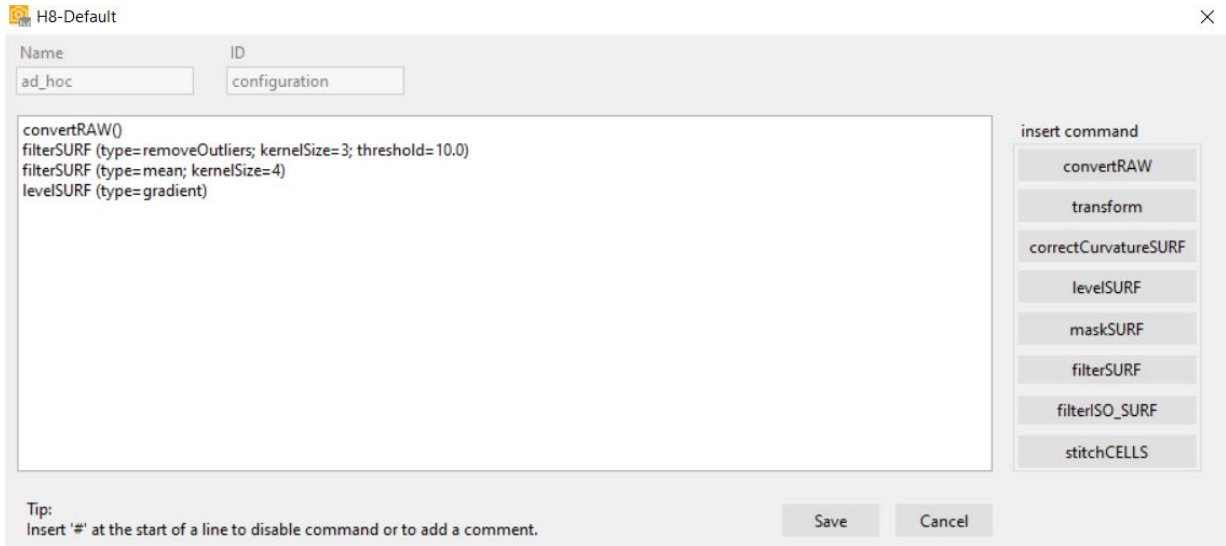 H8-Default
Name ID
ad_hoc configuration
convertRAW()
filterSURF (type=removeOutliers; kernelSize=3; threshold=10.0)
filterSURF (type=mean; kernelSize=4)
levelSURF (type=gradient)
insert command
convertRAW
transform
correctCurvatureSURF
levelSURF
maskSURF
filterSURF
filterISO_SURF
stitchCELLS
Tip:
Insert '#' at the start of a line to disable command or to add a comment.
Save Cancel